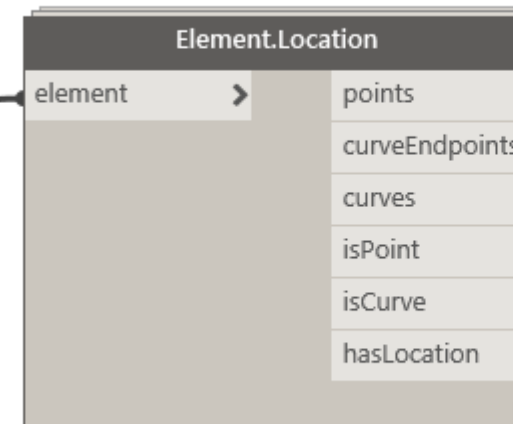 Element.Location
element
points
curveEndpoints
curves
isPoint
isCurve
hasLocation